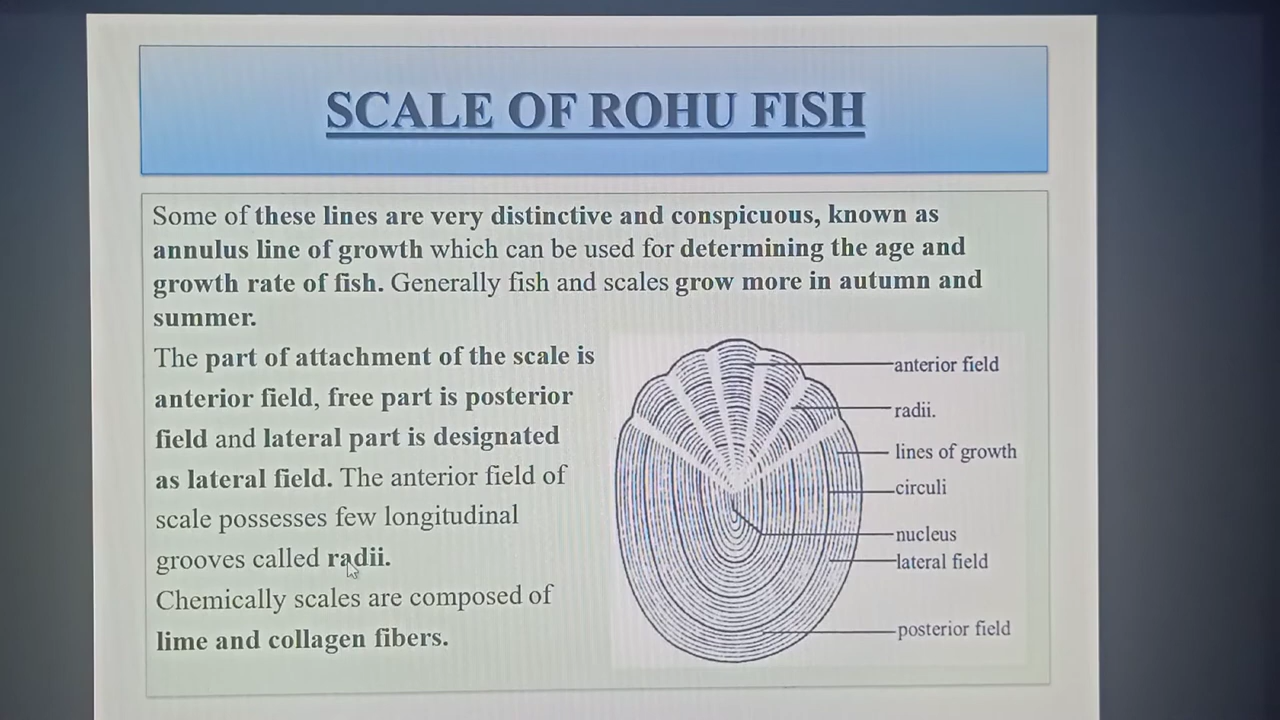 SCALE OF ROHU FISH
Some of these lines are very distinctive and conspicuous, known as
annulus line of growth which can be used for determining the age and
growth rate of fish. Generally fish and scales grow more in autumn and
summer.
The part of attachment of the scale is
anterior field, free part is posterior
field and lateral part is designated
as lateral field. The anterior field of
scale possesses few longitudinal
grooves called radii.
Chemically scales are composed of
lime and collagen fibers.
anterior field
radii.
lines of growth
circuli
nucleus
lateral field
posterior field